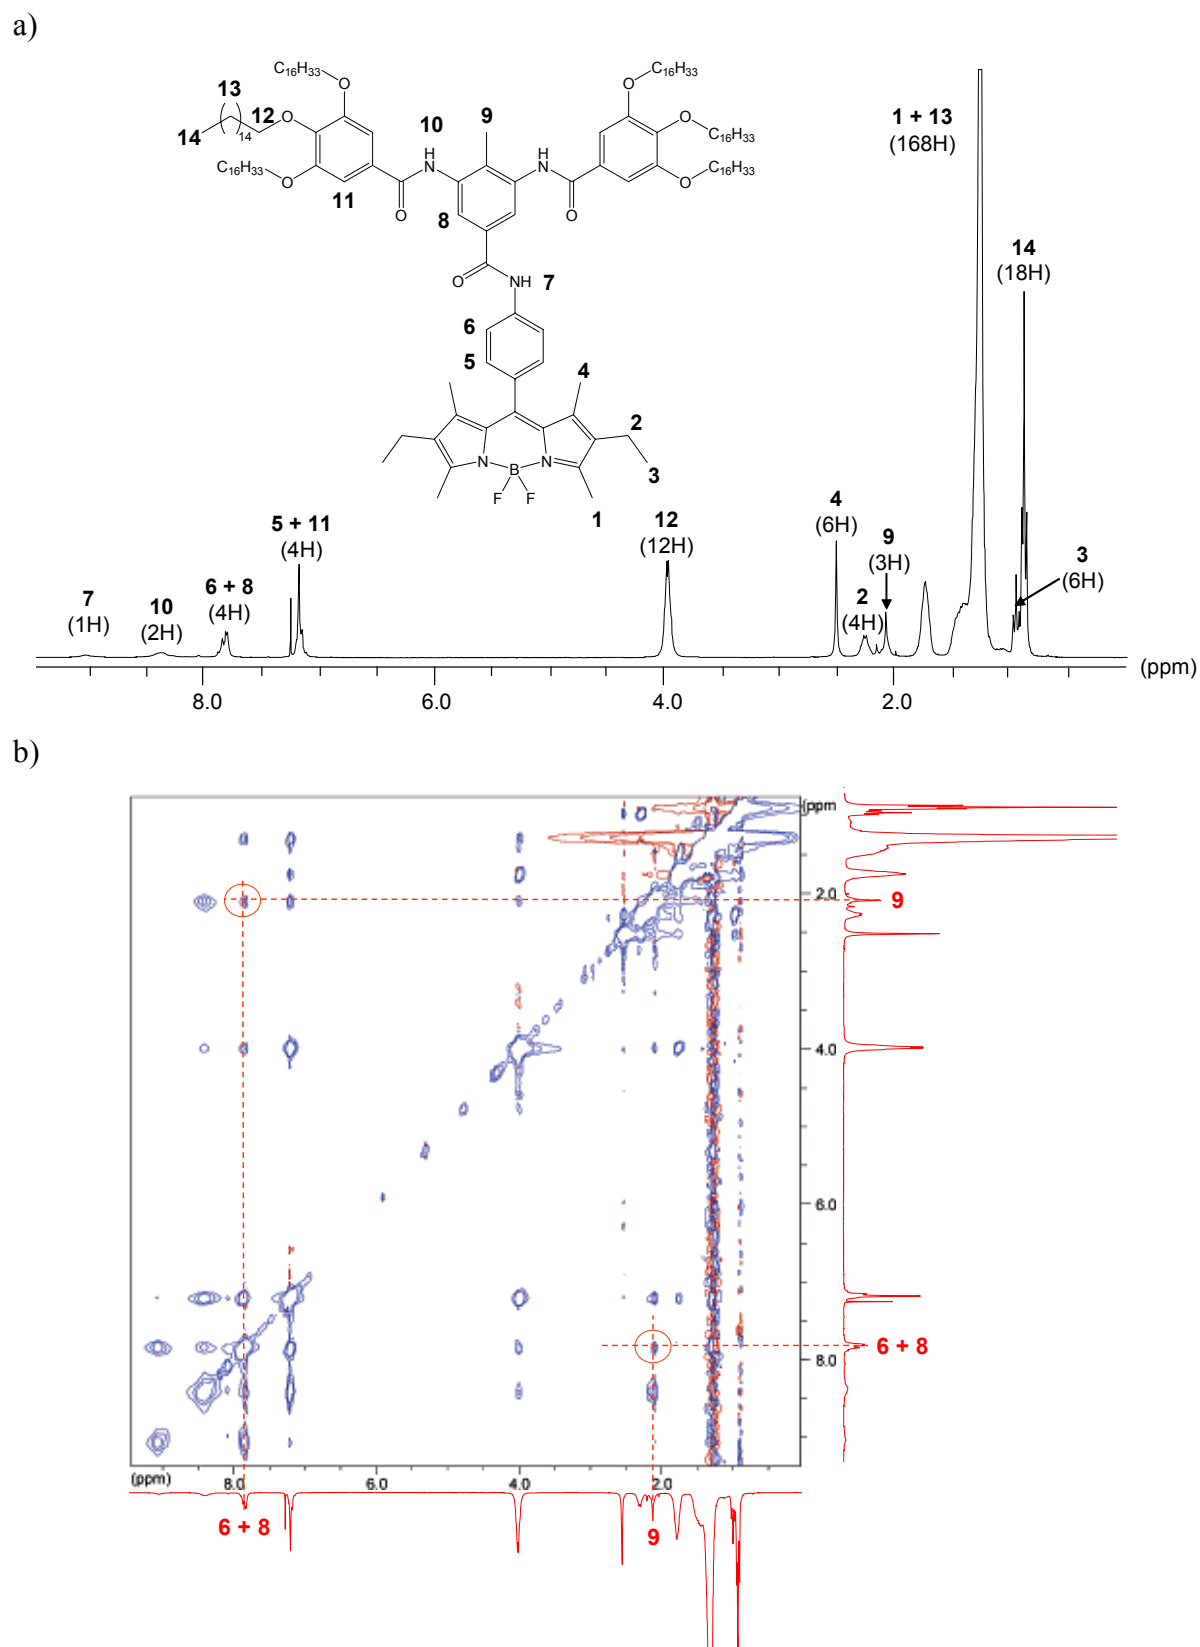 a)
C16H33 C16H33
13 O O
12 O 9 O C16H33
14 14 10
H H
C16H33 O N N O C16H33
11 O 8 O
O NH 7
6
5 4
2
N N 3
B
F F 1
1 + 13
(168H)
14
(18H)
7
(1H)
10
(2H)
6 + 8
(4H)
5 + 11
(4H)
12
(12H)
4
(6H)
2
(4H)
9
(3H)
3
(6H)
8.0 6.0 4.0 2.0 (ppm)
b)
(ppm
2.0
9
4.0
6.0
6 + 8
8.0
(ppm) 8.0 6.0 4.0 2.0
6 + 8 9